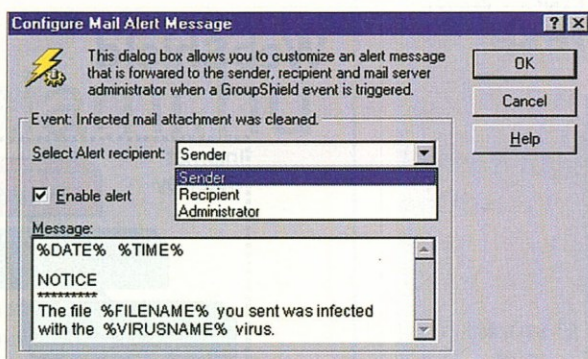 Configure Mail Alert Message
This dialog box allows you to customize an alert message
that is forwared to the sender, recipient and mail server
administrator when a GroupShield event is triggered.
OK
Cancel
Help
Event: Infected mail attachment was cleaned.
Select Alert recipient: Sender
Sender
Recipient
Administrator
Enable alert
Message:
%DATE% %TIME%
NOTICE
*********
The file %FILENAME% you sent was infected
with the %VIRUSNAME% virus.